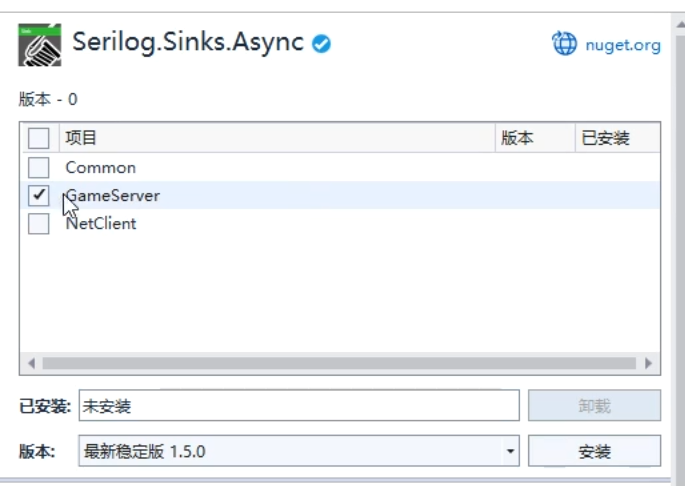 Serilog.Sinks.Async
nuget.org
版本 - 0
项目 版本 已安装
Common
GameServer
NetClient
已安装: 未安装 卸载
版本: 最新稳定版 1.5.0 安装